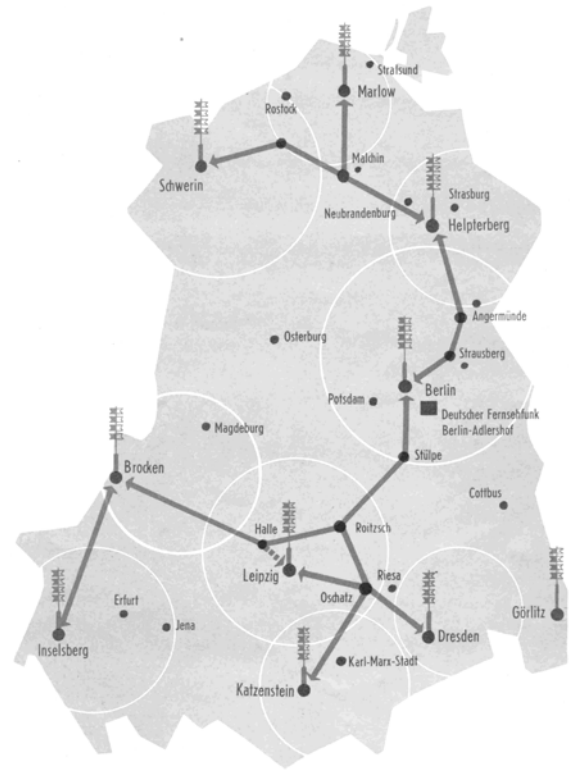 Stralsund
Marlow
Rostock
Malchin
Schwerin
Strasburg
Neubrandenburg
Helpterberg
Angermünde
Osterburg
Strausberg
Berlin
Potsdam
Deutscher Fernsehfunk
Berlin-Adlershof
Magdeburg
Stülpe
Brocken
Cottbus
Halle
Roitzsch
Leipzig
Riesa
Oschatz
Erfurt
Jena
Görlitz
Dresden
Inselsberg
Karl-Marx-Stadt
Katzenstein